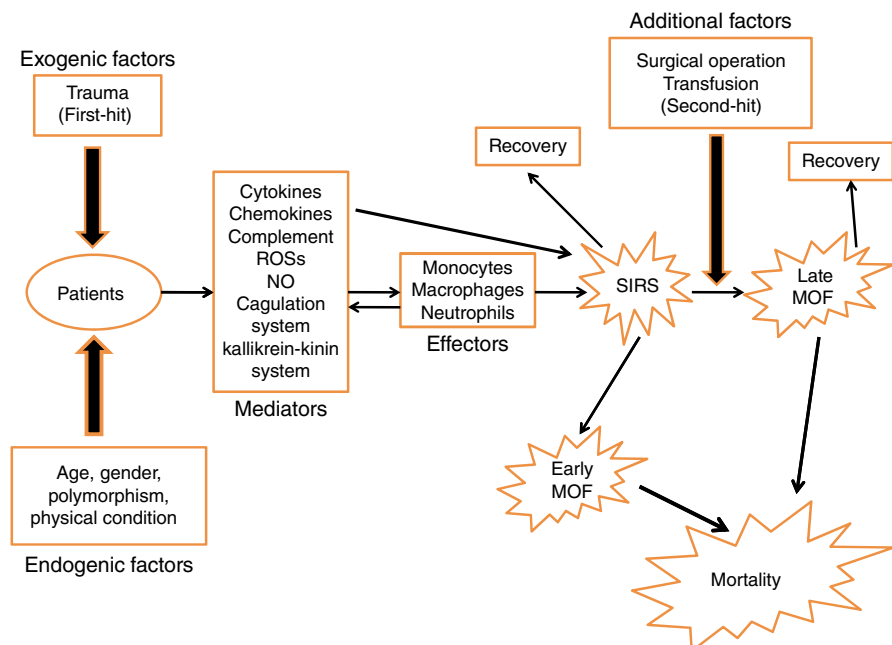 Exogenic factors
Trauma
(First-hit)
Patients
Age, gender,
polymorphism,
physical condition
Endogenic factors
Cytokines
Chemokines
Complement
ROSs
NO
Cagulation
system
kallikrein-kinin
system
Mediators
Monocytes
Macrophages
Neutrophils
Effectors
Recovery
SIRS
Additional factors
Surgical operation
Transfusion
(Second-hit)
Recovery
Late
MOF
Early
MOF
Mortality